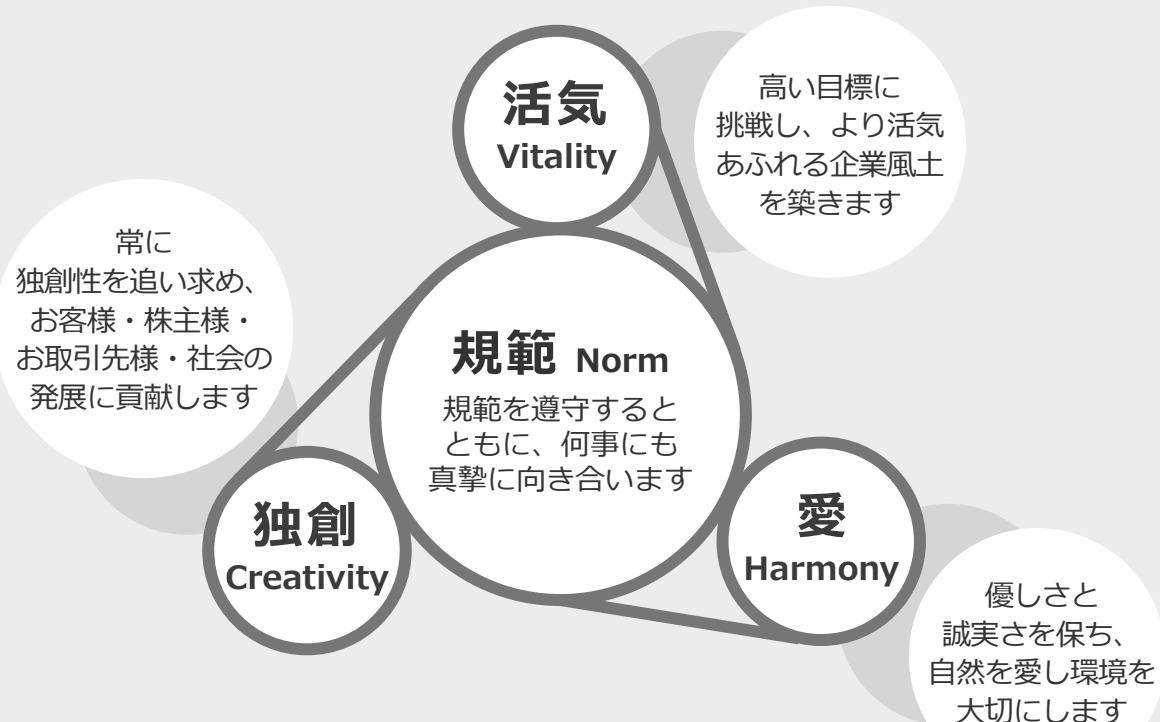 活気
Vitality
高い目標に
挑戦し、より活気
あふれる企業風土
を築きます
常に
独創性を追い求め、
お客様・株主様・
お取引先様・社会の
発展に貢献します
規範 Norm
規範を遵守すると
ともに、何事にも
真摯に向き合います
独創
Creativity
愛
Harmony
優しさと
誠実さを保ち、
自然を愛し環境を
大切にします